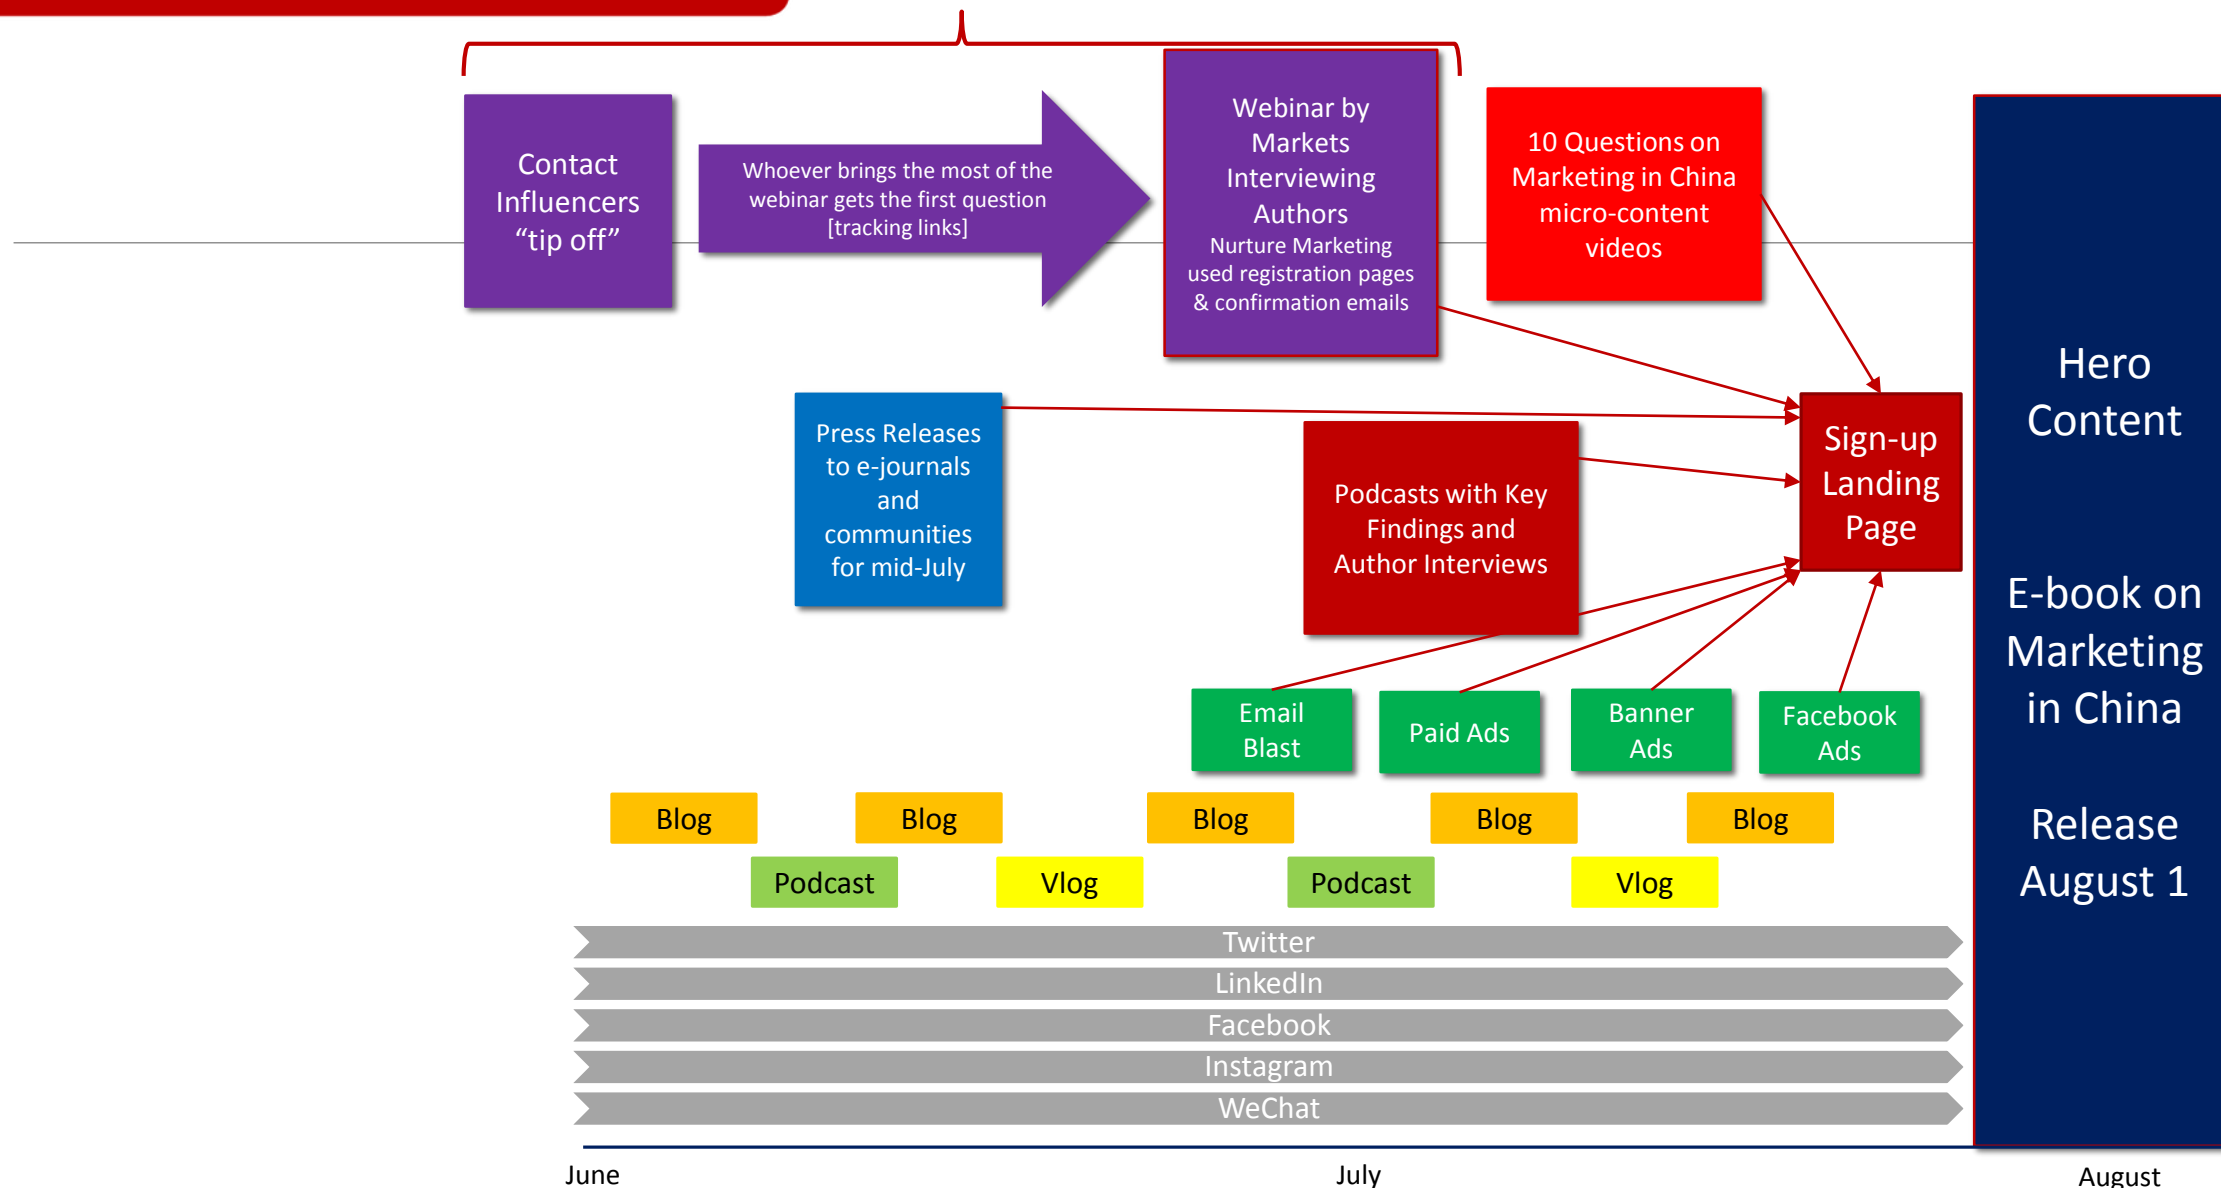 Contact
Influencers
“tip off”
Whoever brings the most of the
webinar gets the first question
[tracking links]
Webinar by
Markets
Interviewing
Authors
Nurture Marketing
used registration pages
& confirmation emails
10 Questions on
Marketing in China
micro-content
videos
Press Releases
to e-journals
and
communities
for mid-July
Podcasts with Key
Findings and
Author Interviews
Sign-up
Landing
Page
Hero
Content
E-book on
Marketing
in China
Release
August 1
Email
Blast
Paid Ads
Banner
Ads
Facebook
Ads
Blog
Blog
Blog
Blog
Blog
Podcast
Vlog
Podcast
Vlog
Twitter
LinkedIn
Facebook
Instagram
WeChat
June
July
August